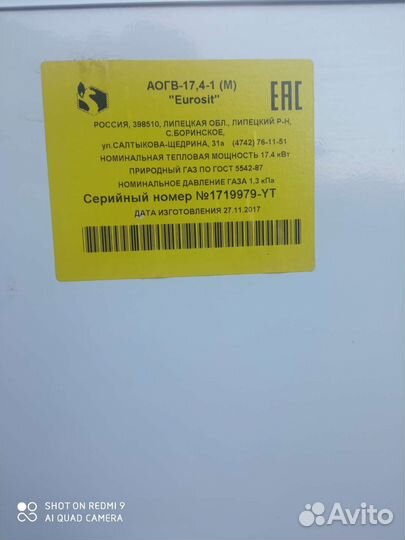 АОГВ-17,4-1 (М)
"Eurosit"
EAC
РОССИЯ, 398510, ЛИПЕЦКАЯ ОБЛ., ЛИПЕЦКИЙ Р-Н,
С.БОРИНСКОЕ,
ул.САЛТЫКОВА-ЩЕДРИНА, 31а (4742) 76-11-51
НОМИНАЛЬНАЯ ТЕПЛОВАЯ МОЩНОСТЬ 17.4 кВт
ПРИРОДНЫЙ ГАЗ ПО ГОСТ 5542-87
НОМИНАЛЬНОЕ ДАВЛЕНИЕ ГАЗА 1,3 кПа
Серийный номер №1719979-YT
ДАТА ИЗГОТОВЛЕНИЯ 27.11.2017
SHOT ON REDMI 9
AI QUAD CAMERA
Avito